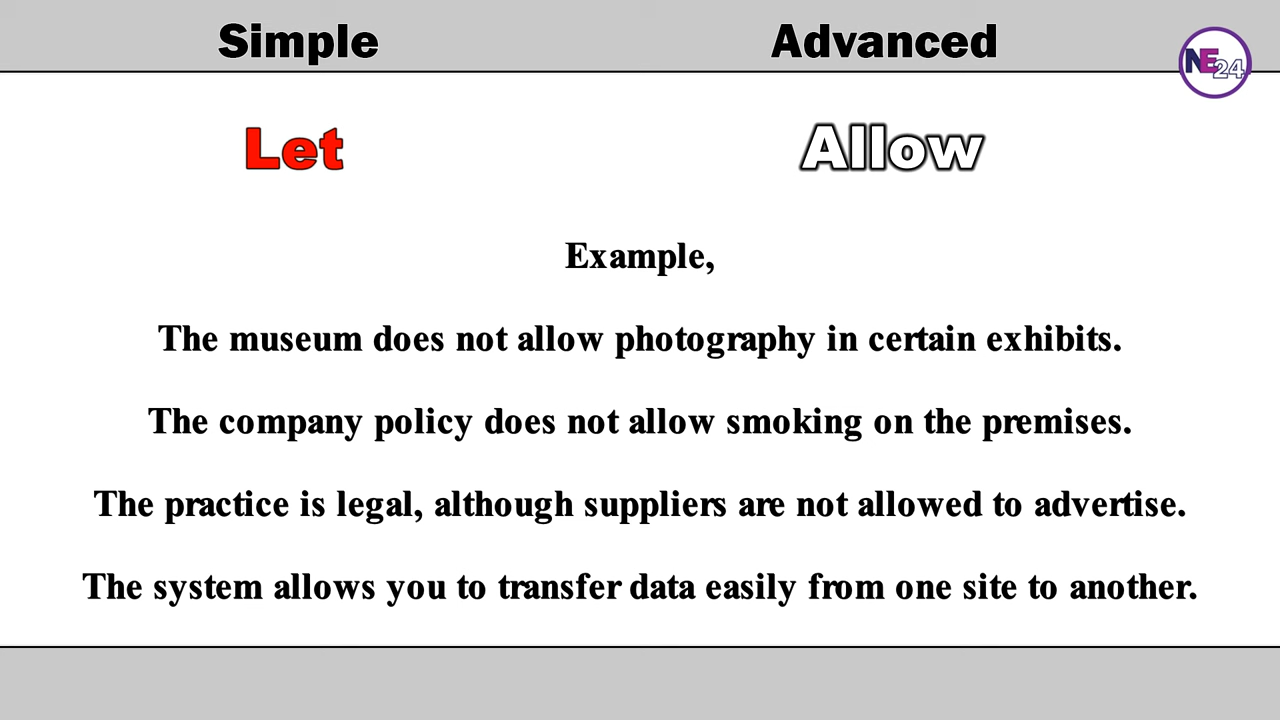 Simple Advanced
NE24
Let Allow
Example,
The museum does not allow photography in certain exhibits.
The company policy does not allow smoking on the premises.
The practice is legal, although suppliers are not allowed to advertise.
The system allows you to transfer data easily from one site to another.